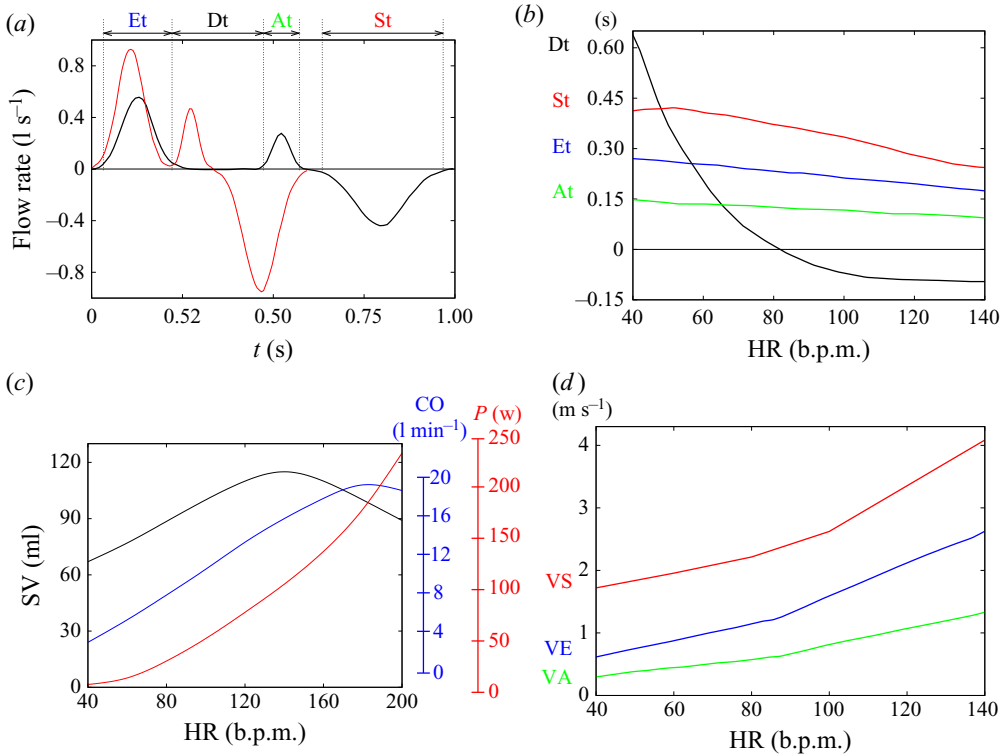 (a)
Et Dt At St
0.8
0.4
0
–0.4
–0.8
Flow rate (l s–1)
0 0.25 0.52 0.50 0.75 1.00
t (s)
(b)
(s)
Dt
St
Et
At
0.60
0.45
0.30
0.15
0
–0.15
40 60 80 100 120 140
HR (b.p.m.)
(c)
CO
(l min–1)
P (w)
120
90
60
30
0
SV (ml)
20
16
12
8
4
0
250
200
150
100
50
0
40 80 120 160 200
HR (b.p.m.)
(d)
(m s–1)
4
3
2
1
0
VS
VE
VA
40 60 80 100 120 140
HR (b.p.m.)